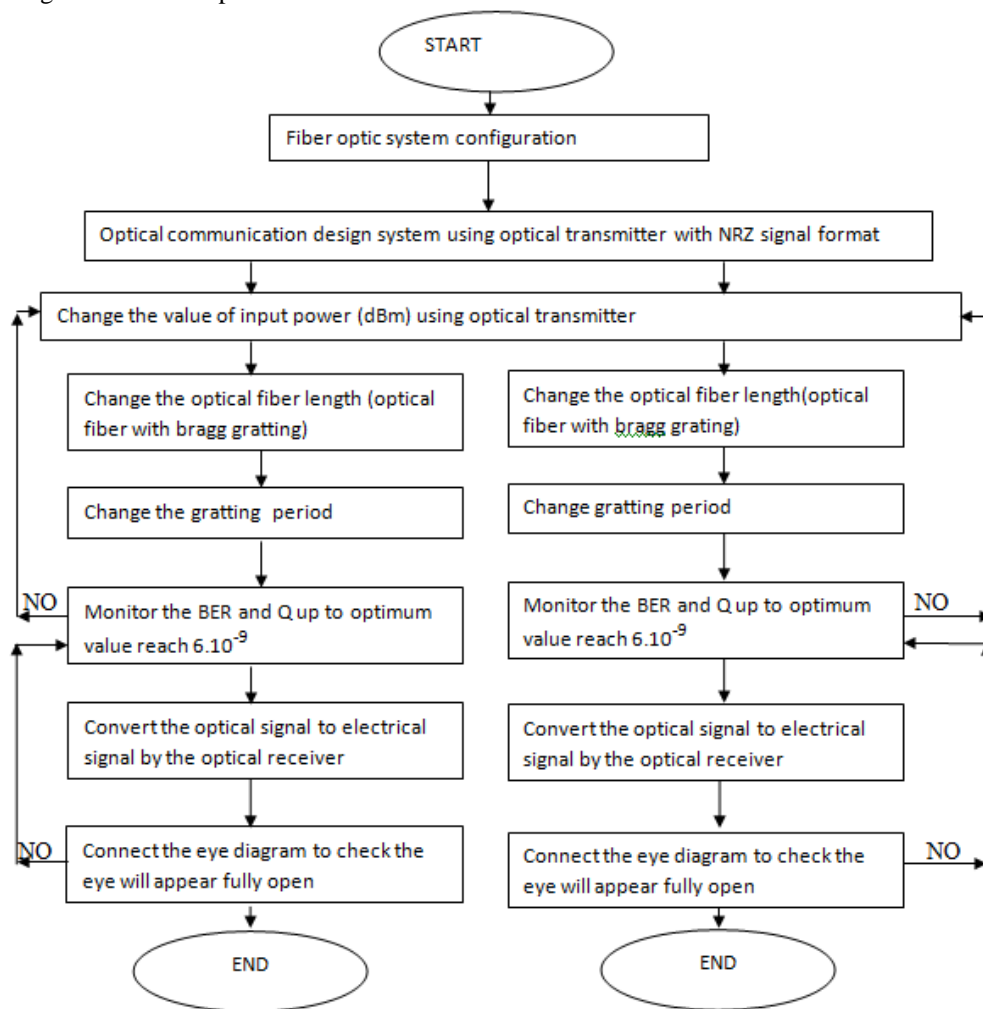 START
Fiber optic system configuration
Optical communication design system using optical transmitter with NRZ signal format
Change the value of input power (dBm) using optical transmitter
Change the optical fiber length (optical
fiber with bragg gratting)
Change the gratting period
NO
Monitor the BER and Q up to optimum
value reach 6.10⁻⁹
Convert the optical signal to electrical
signal by the optical receiver
NO
Connect the eye diagram to check the
eye will appear fully open
END
Change the optical fiber length(optical
fiber with bragg grating)
Change gratting period
Monitor the BER and Q up to optimum
value reach 6.10⁻⁹
NO
Convert the optical signal to electrical
signal by the optical receiver
Connect the eye diagram to check the
eye will appear fully open
NO
END